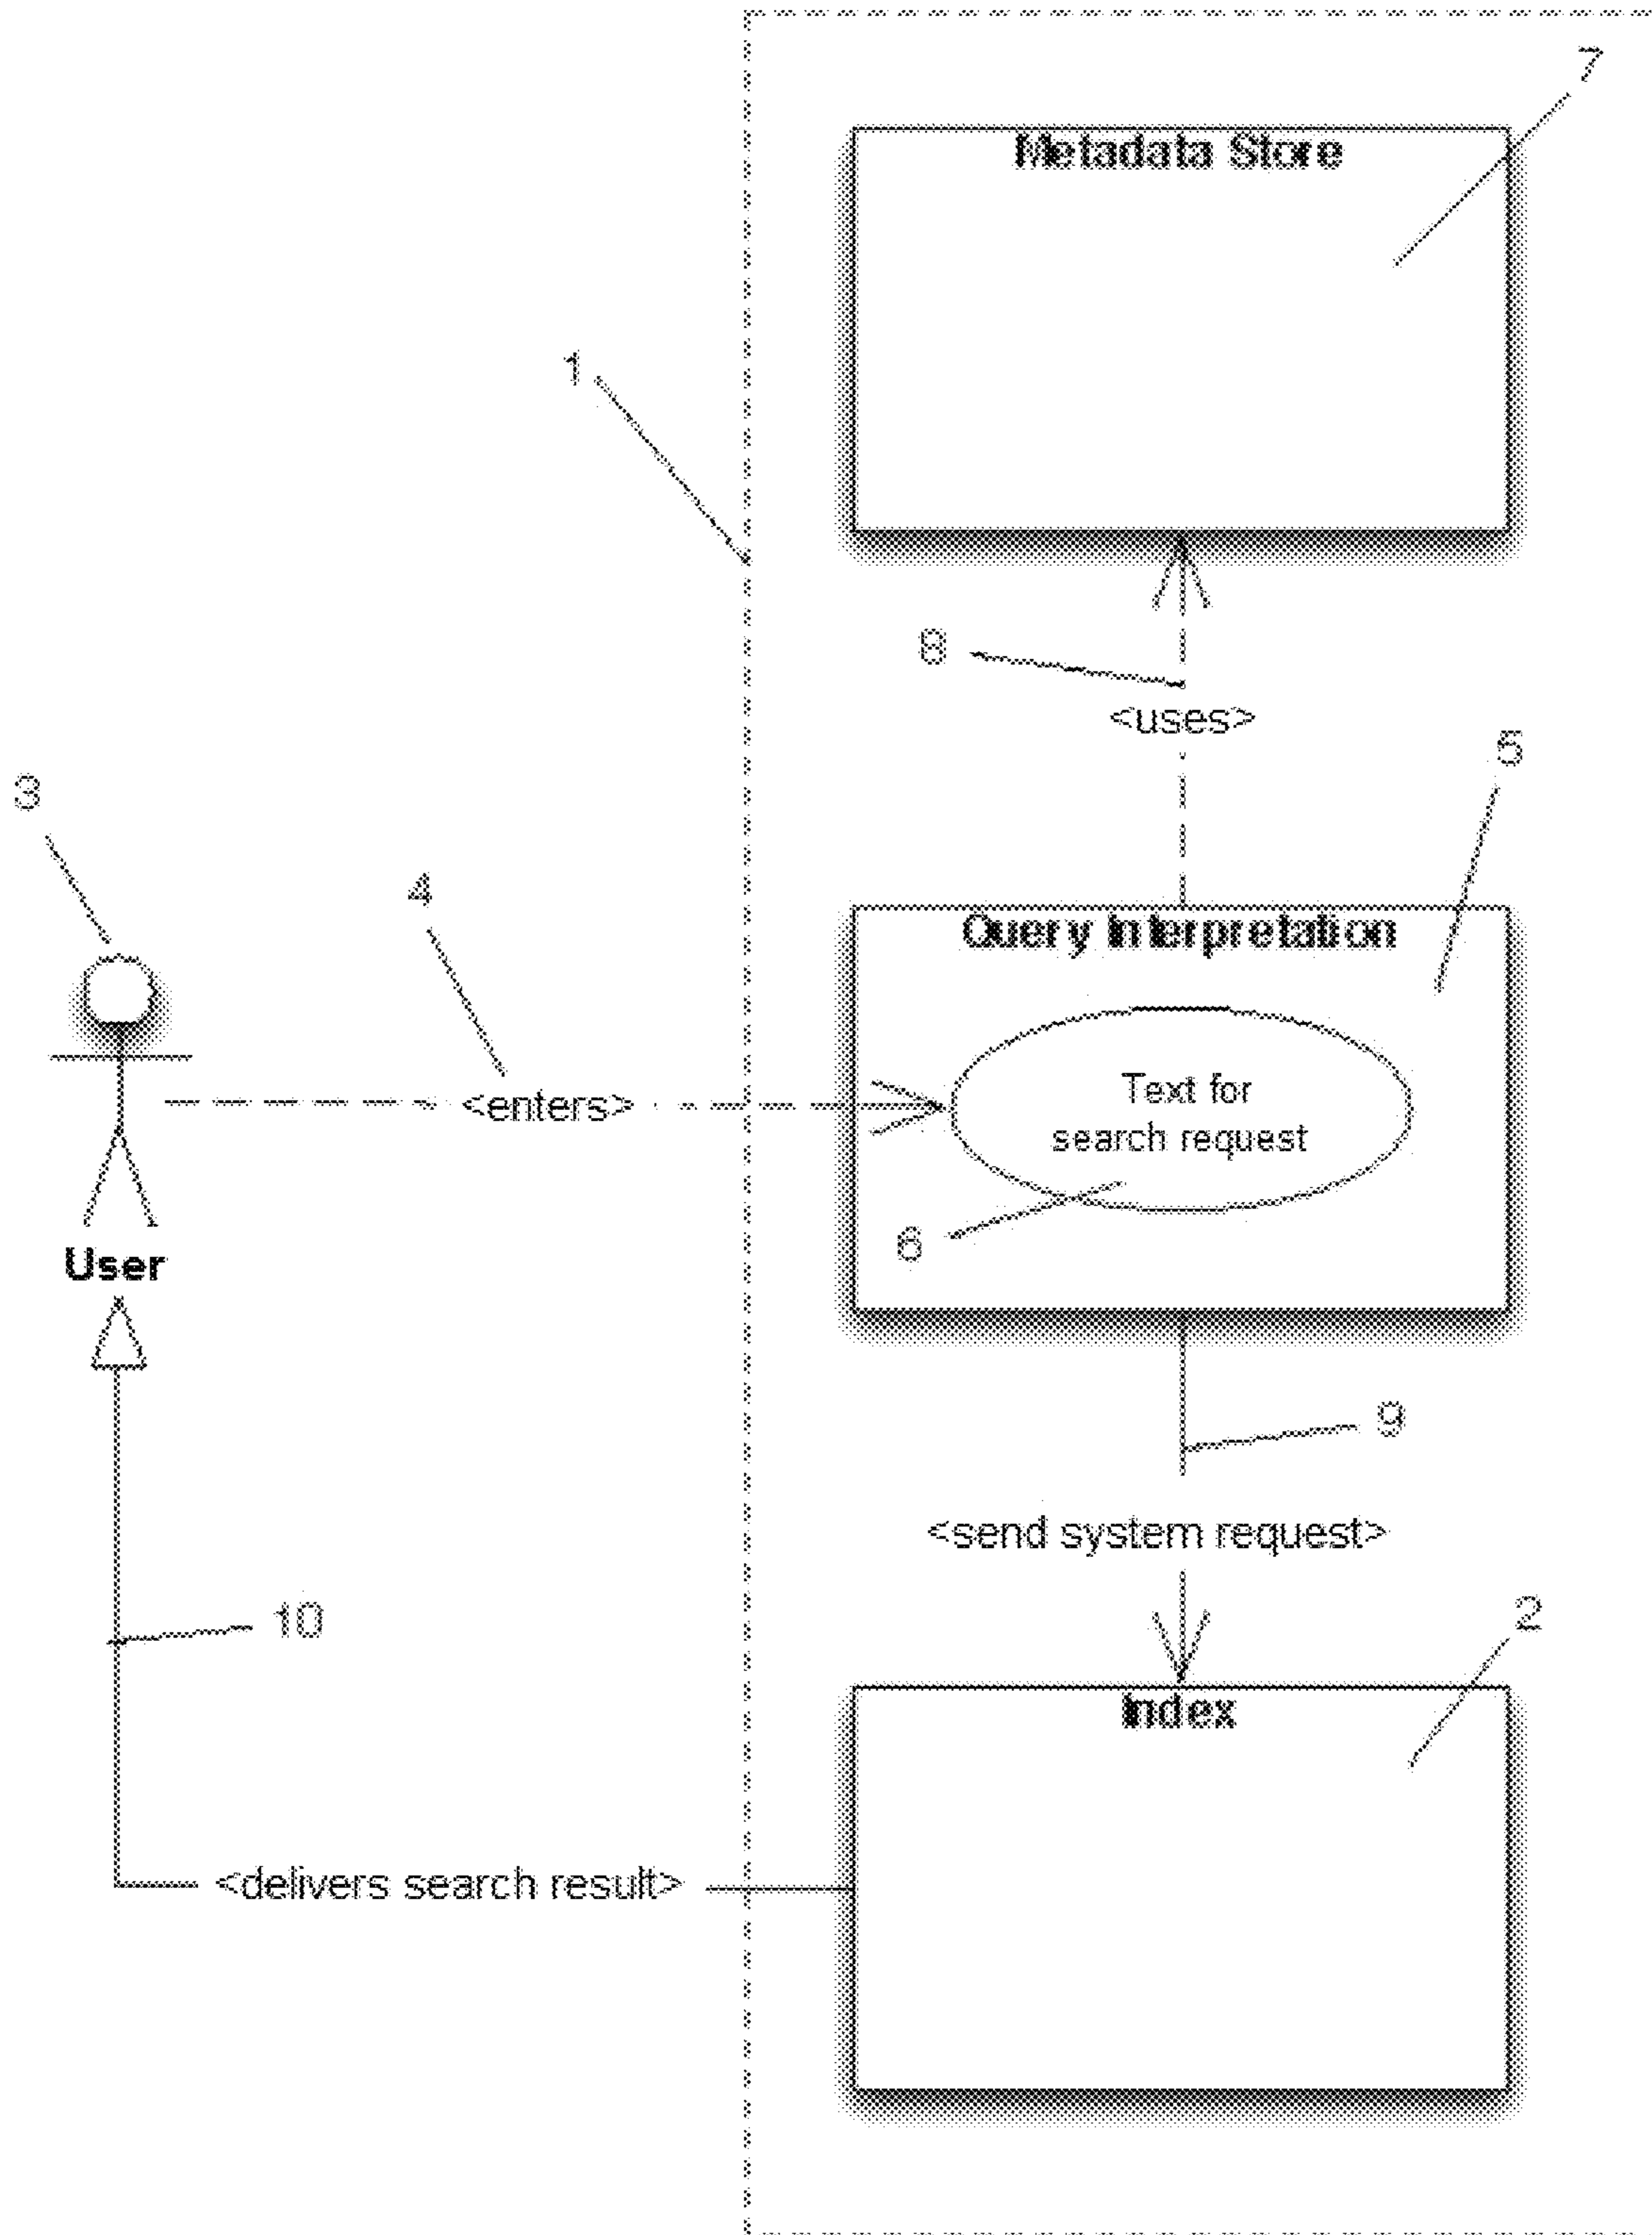 7
Metadata Store
1
8
<uses>
5
3
4
Query Interpretation
Text for
search request
<enters>
6
User
9
<send system request>
2
10
Index
<delivers search result>